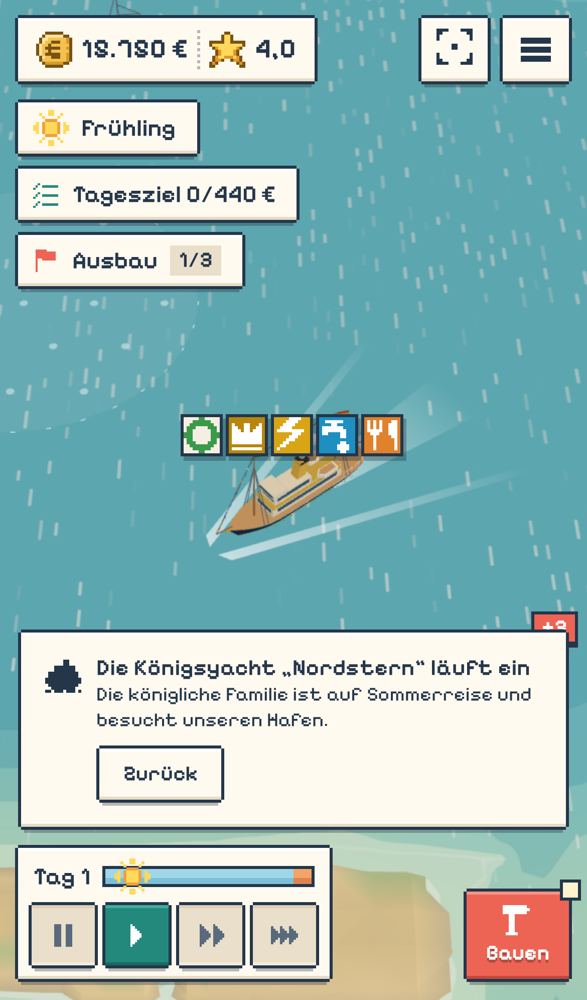 18.780 € 4,0
Frühling
Tagesziel 0/440 €
Ausbau 1/3
Die Königsyacht „Nordstern“ läuft ein
Die königliche Familie ist auf Sommerreise und
besucht unseren Hafen.
Zurück
Tag 1
Bauen